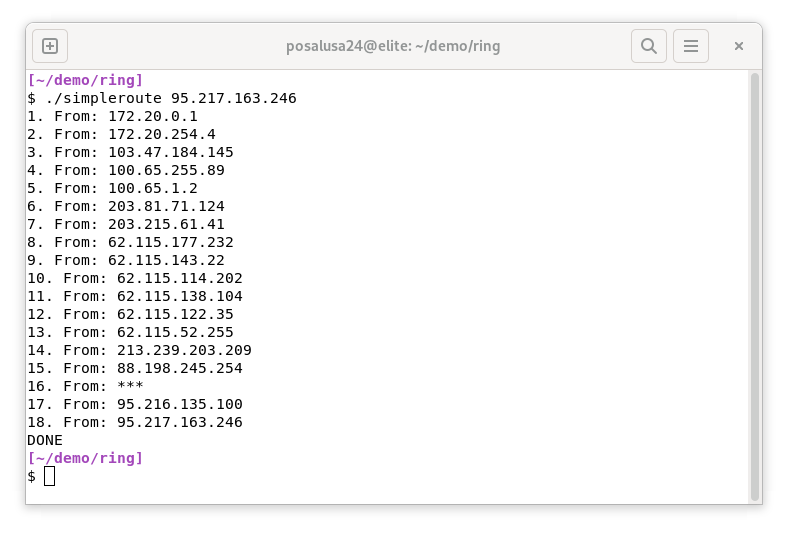 posalusa24@elite: ~/demo/ring
[~/demo/ring]
$ ./simpleroute 95.217.163.246
1. From: 172.20.0.1
2. From: 172.20.254.4
3. From: 103.47.184.145
4. From: 100.65.255.89
5. From: 100.65.1.2
6. From: 203.81.71.124
7. From: 203.215.61.41
8. From: 62.115.177.232
9. From: 62.115.143.22
10. From: 62.115.114.202
11. From: 62.115.138.104
12. From: 62.115.122.35
13. From: 62.115.52.255
14. From: 213.239.203.209
15. From: 88.198.245.254
16. From: ***
17. From: 95.216.135.100
18. From: 95.217.163.246
DONE
[~/demo/ring]
$